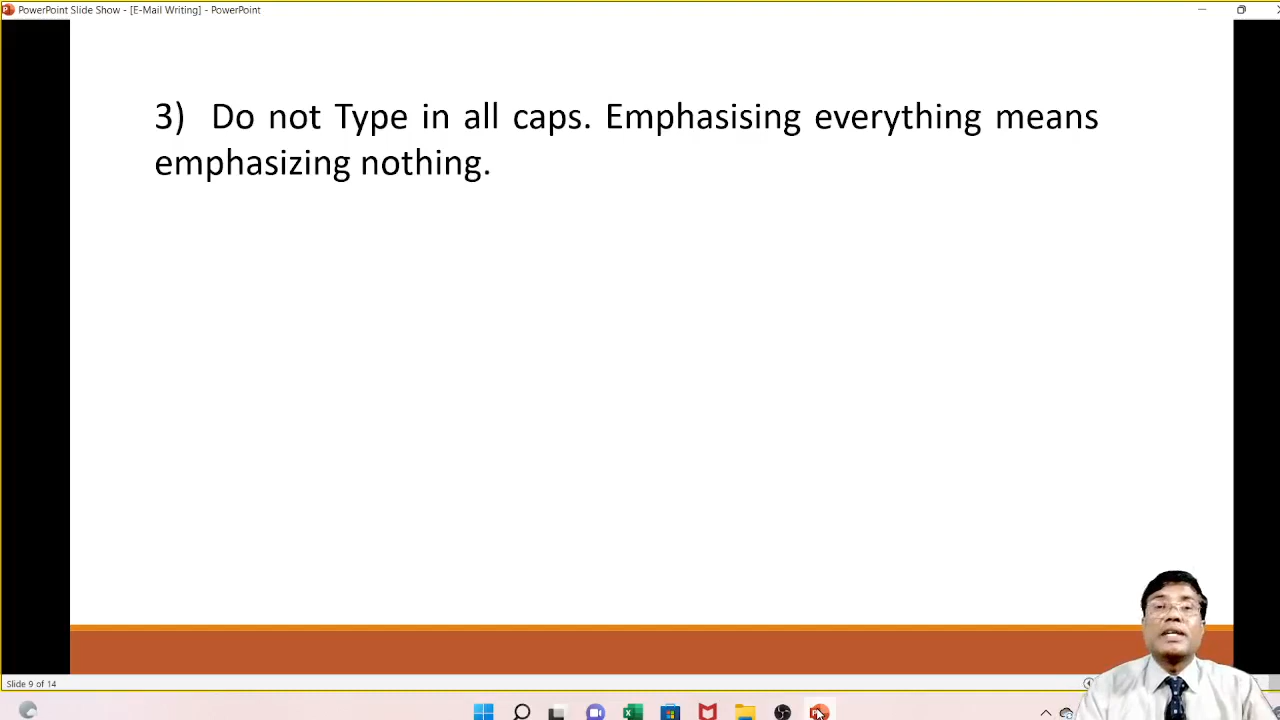 PowerPoint Slide Show - [E-Mail Writing] - PowerPoint
3) Do not Type in all caps. Emphasising everything means
emphasizing nothing.
Slide 9 of 14